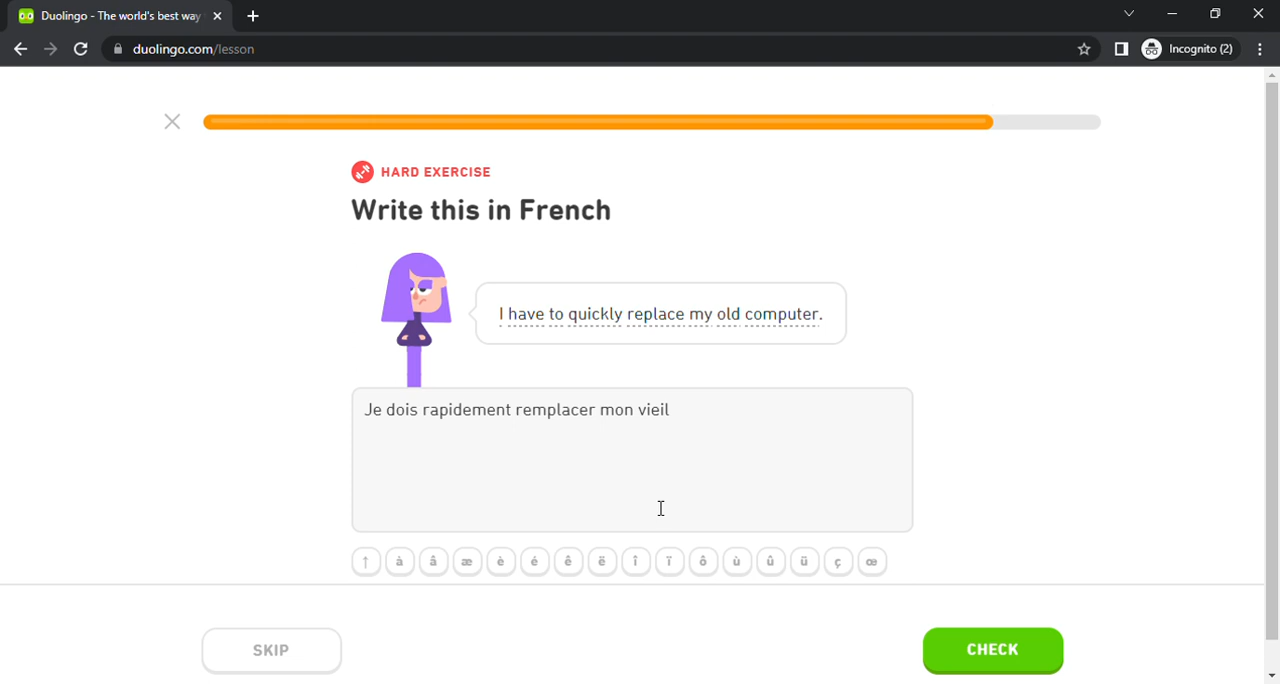 Duolingo - The world's best way
Incognito (2)
duolingo.com/lesson
HARD EXERCISE
Write this in French
I have to quickly replace my old computer.
Je dois rapidement remplacer mon vieil
↑ à â æ è é ê ë î ï ô ù û ü ç œ
SKIP
CHECK